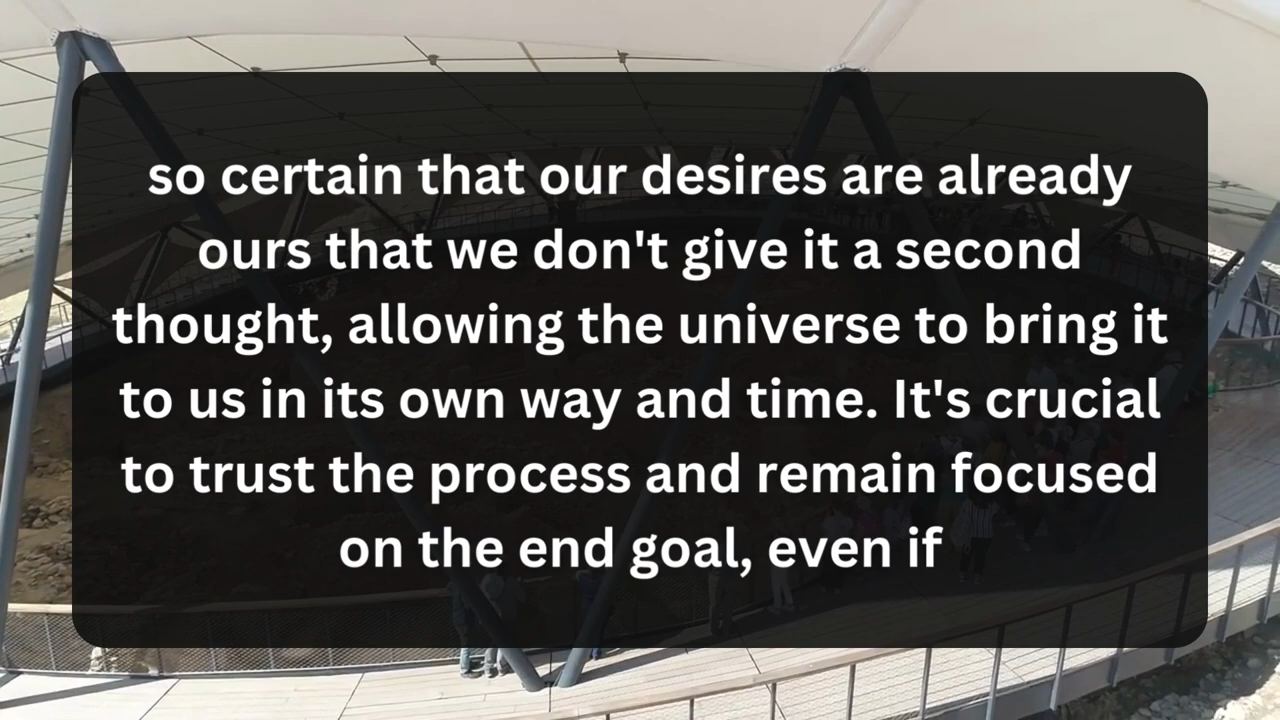 so certain that our desires are already
ours that we don't give it a second
thought, allowing the universe to bring it
to us in its own way and time. It's crucial
to trust the process and remain focused
on the end goal, even if